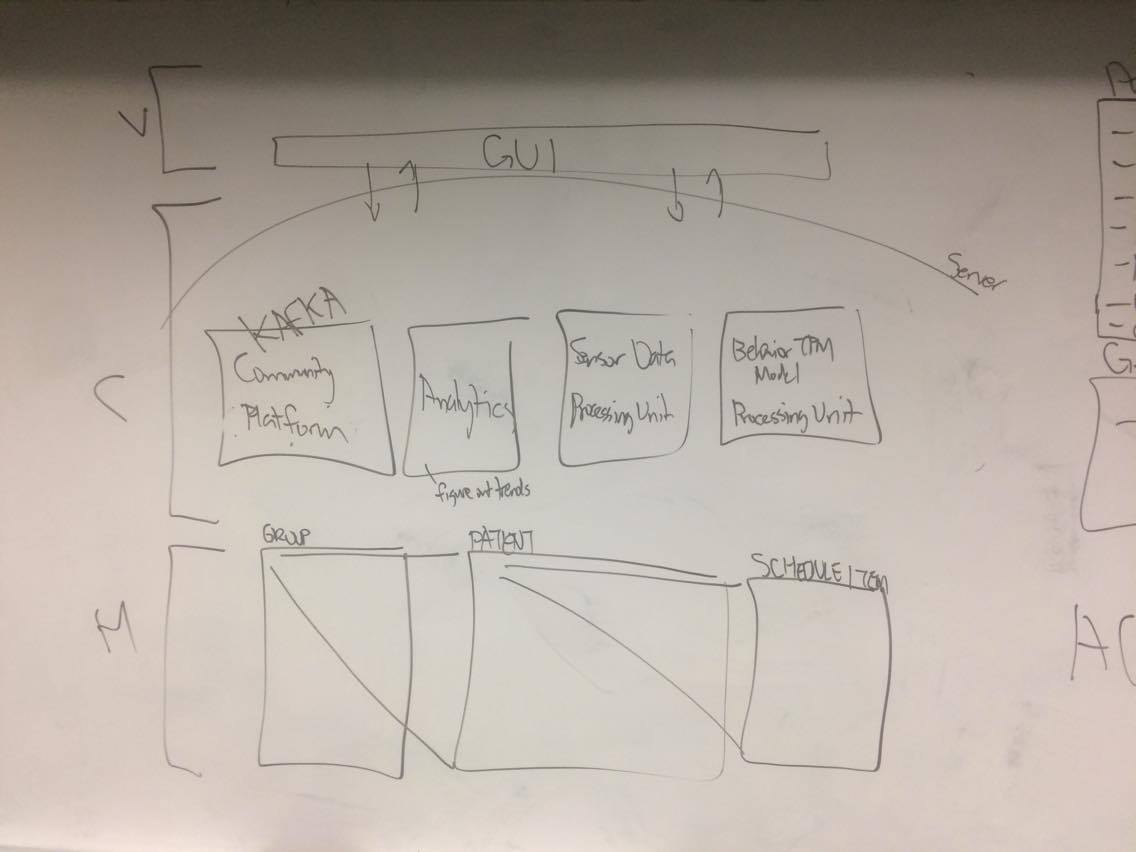 V
GUI
Server
KAFKA
Community
Platform
Analytics
figure out trends
Sensor Data
Processing Unit
Behavior TPM
Model
Processing Unit
C
GROUP
PATIENT
SCHEDULE ITEM
M